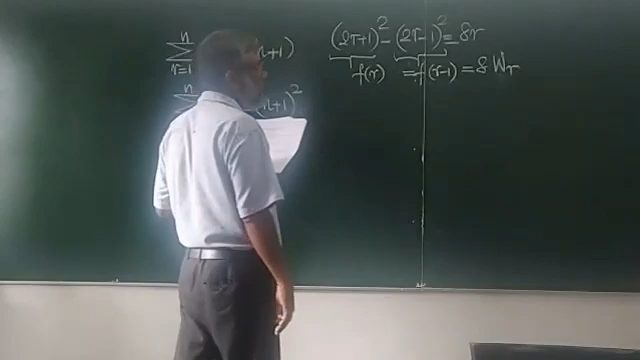 n
Σ n+1)
r=1
n
Σ (n+1)²
(2r+1)² - (2r-1)² = 8r
f(r) = f(r-1) = 8 Wr